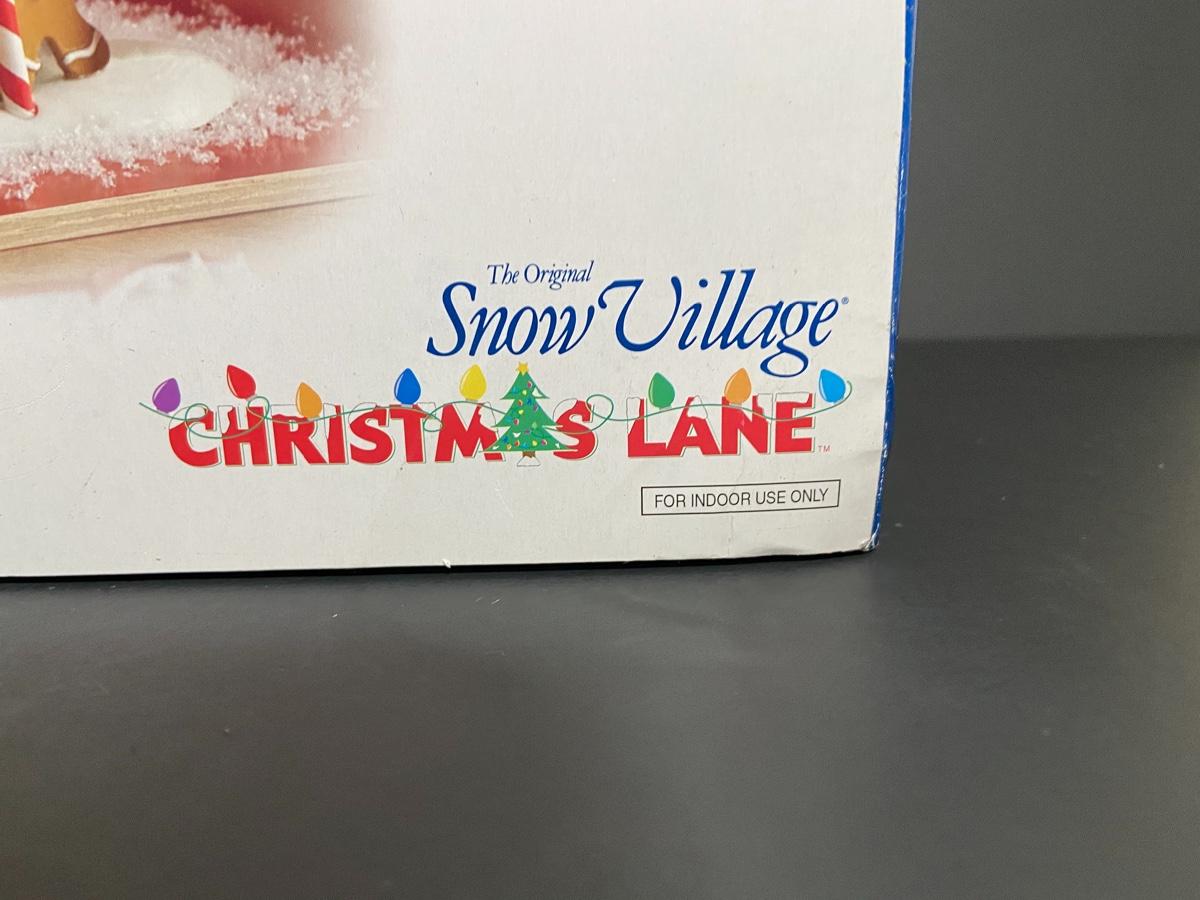 The Original
Snow Village®
CHRISTMAS LANE™
FOR INDOOR USE ONLY